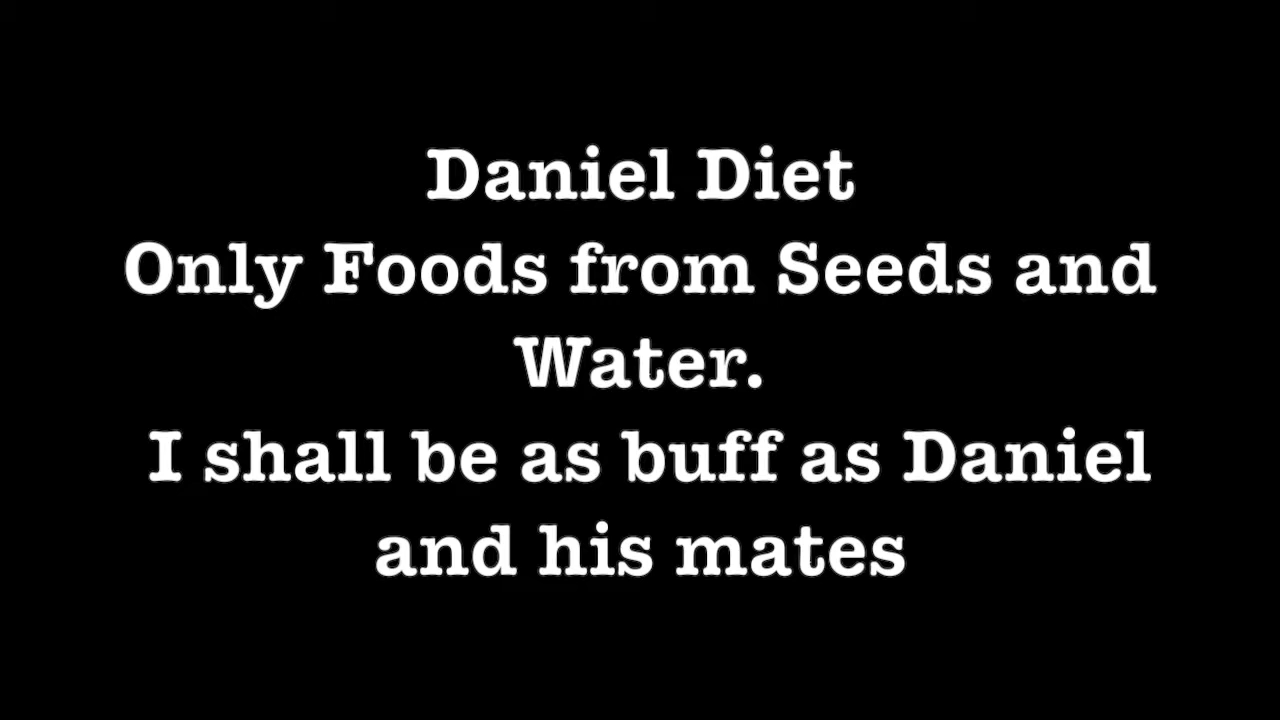 Daniel Diet
Only Foods from Seeds and
Water.
I shall be as buff as Daniel
and his mates